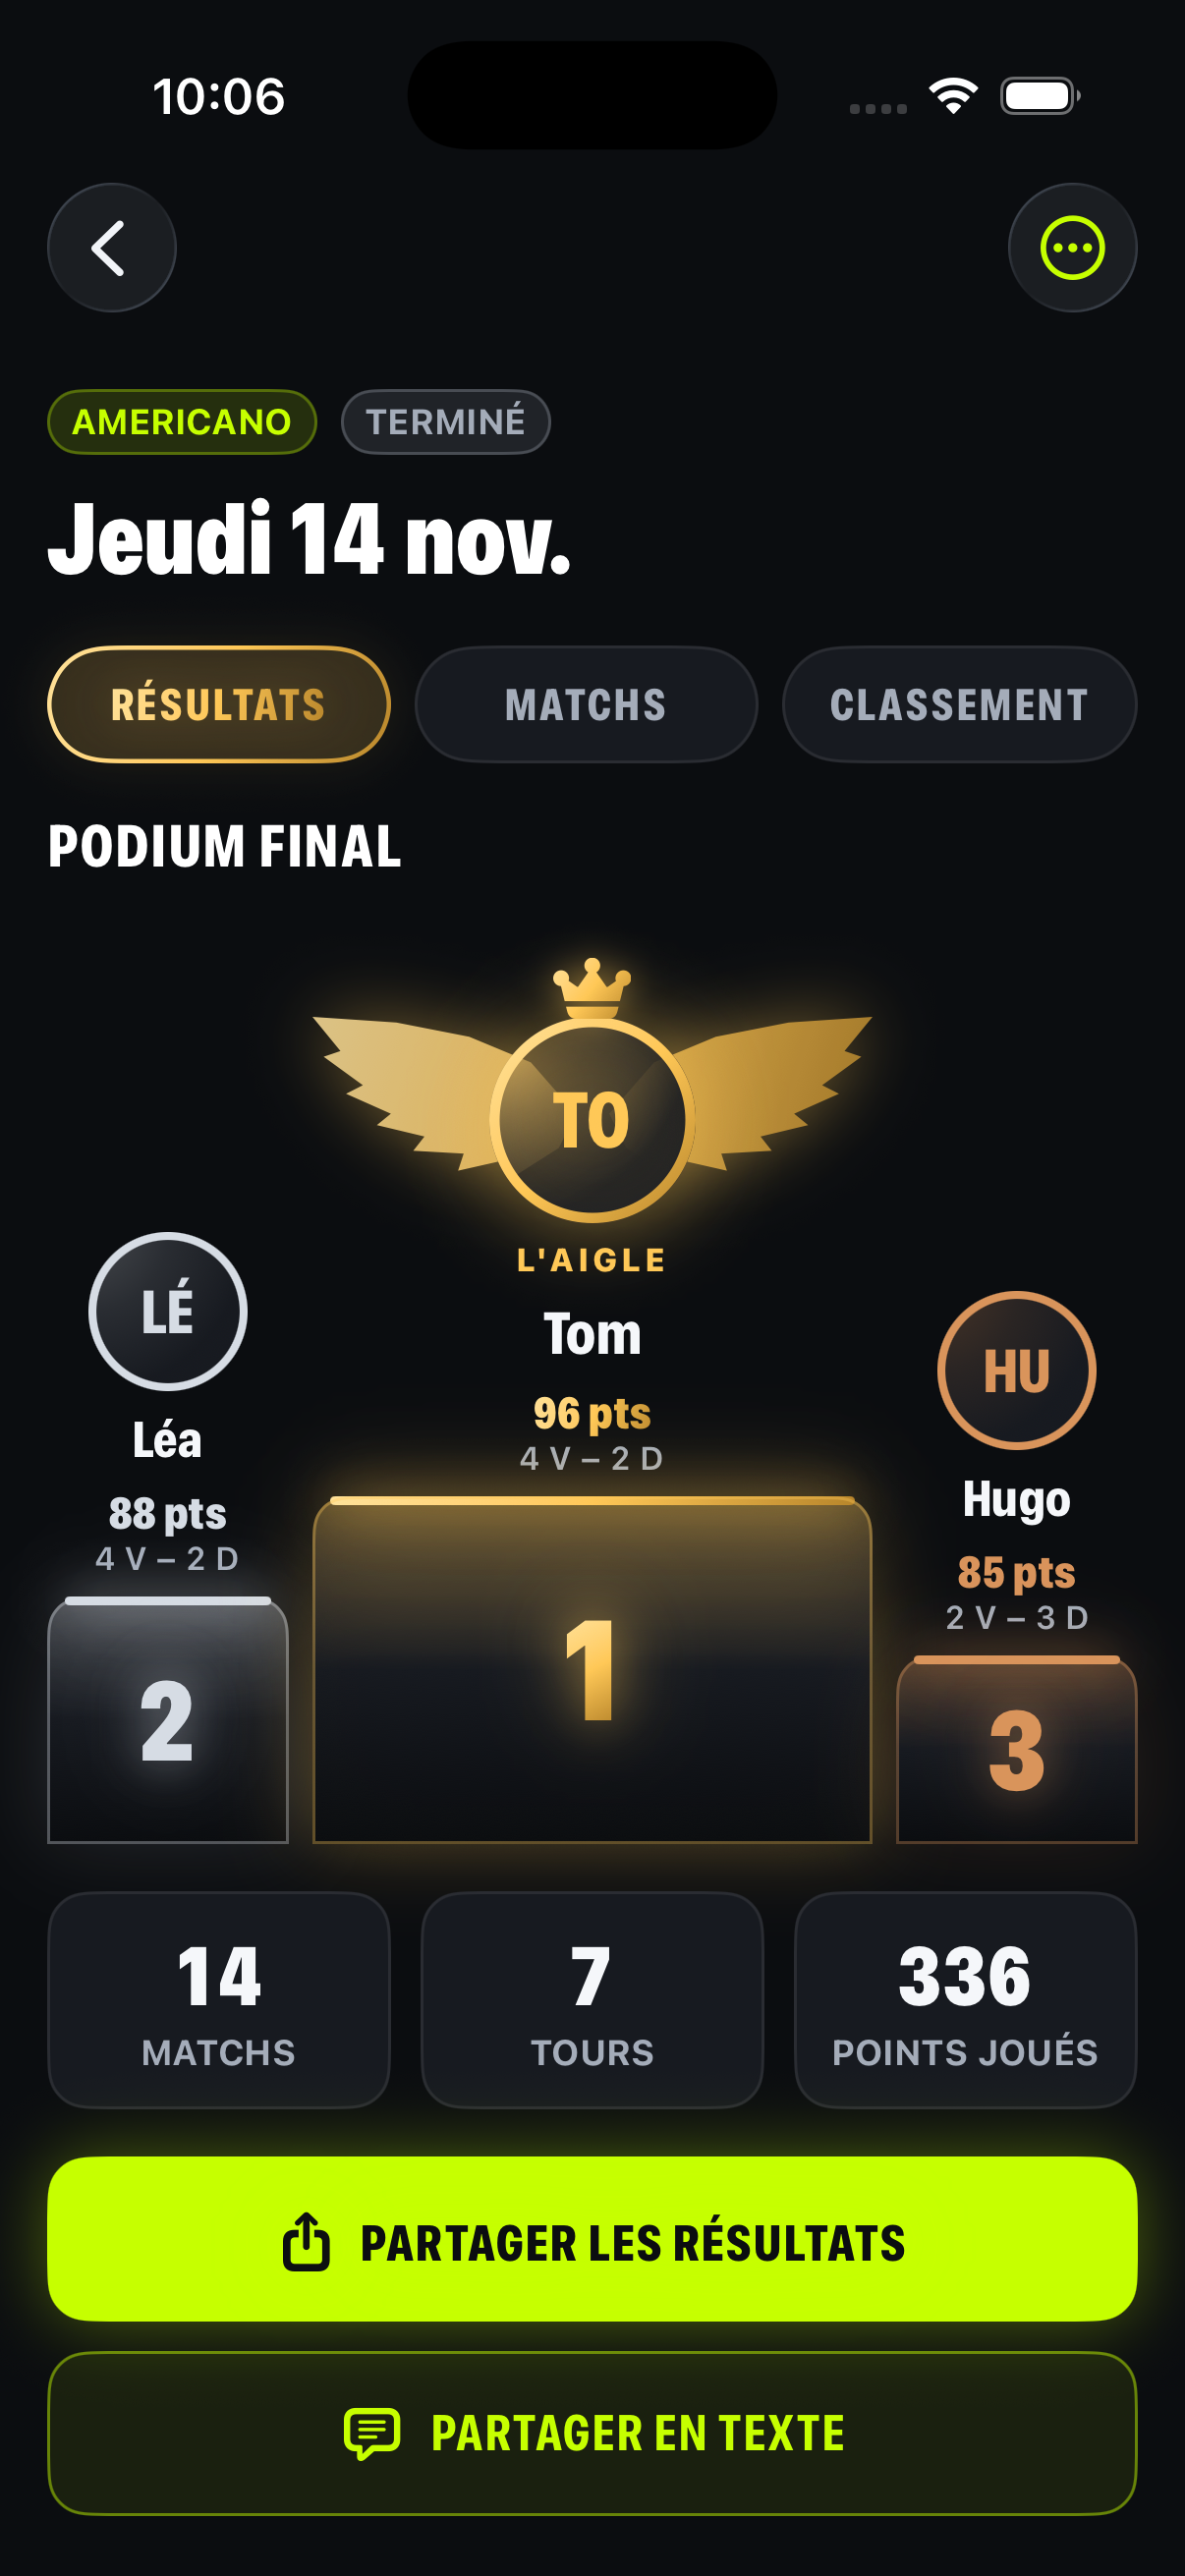 10:06
AMERICANO TERMINÉ
Jeudi 14 nov.
RÉSULTATS MATCHS CLASSEMENT
PODIUM FINAL
TO
L'AIGLE
Tom
96 pts
4 V – 2 D
1
LÉ
Léa
88 pts
4 V – 2 D
2
HU
Hugo
85 pts
2 V – 3 D
3
14
MATCHS
7
TOURS
336
POINTS JOUÉS
PARTAGER LES RÉSULTATS
PARTAGER EN TEXTE